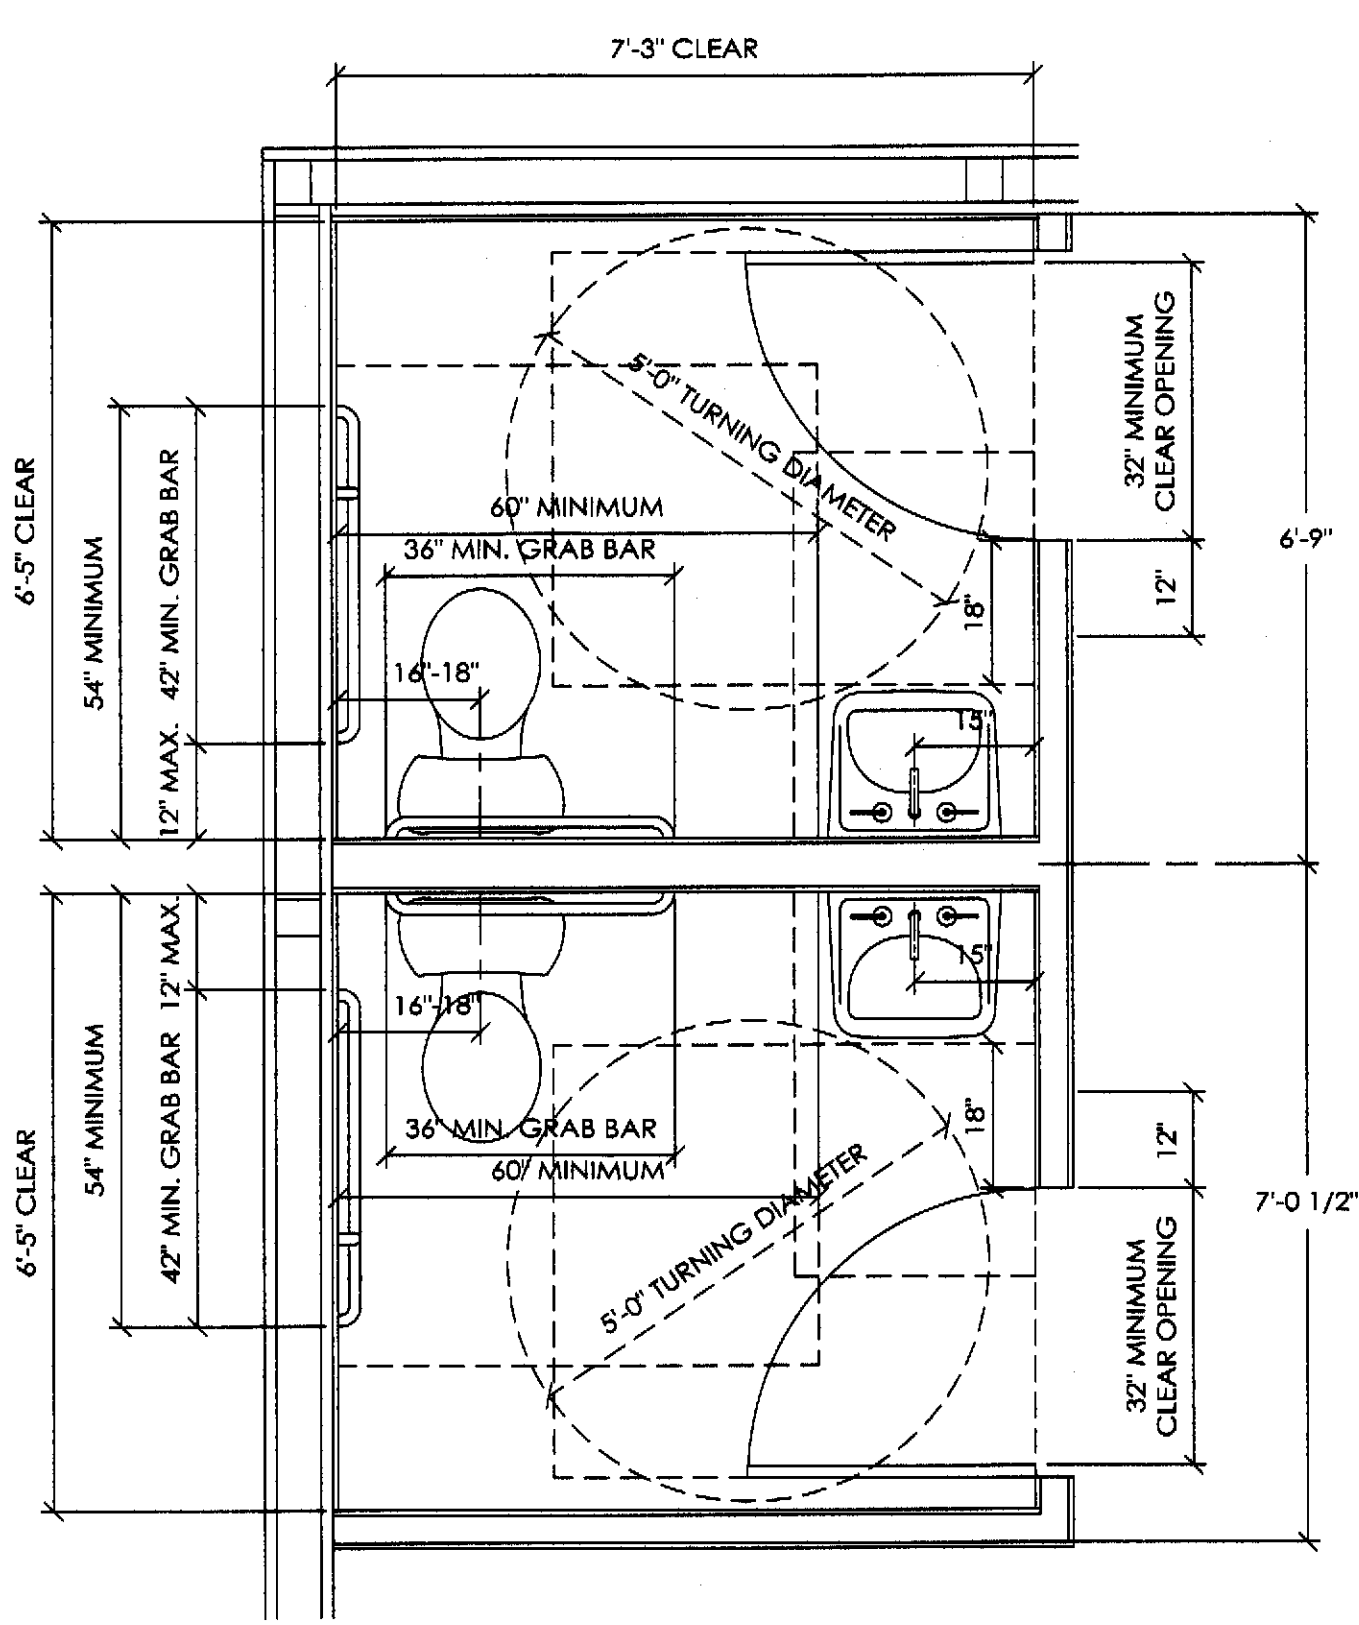 7'-3" CLEAR
6'-5" CLEAR
54" MINIMUM
42" MIN. GRAB BAR
12" MAX.
5'-0" TURNING DIAMETER
60" MINIMUM
36" MIN. GRAB BAR
16"-18"
18"
15"
32" MINIMUM
CLEAR OPENING
12"
6'-9"
6'-5" CLEAR
54" MINIMUM
12" MAX.
42" MIN. GRAB BAR
15"
16"-18"
36" MIN. GRAB BAR
60" MINIMUM
5'-0" TURNING DIAMETER
18"
12"
32" MINIMUM
CLEAR OPENING
7'-0 1/2"